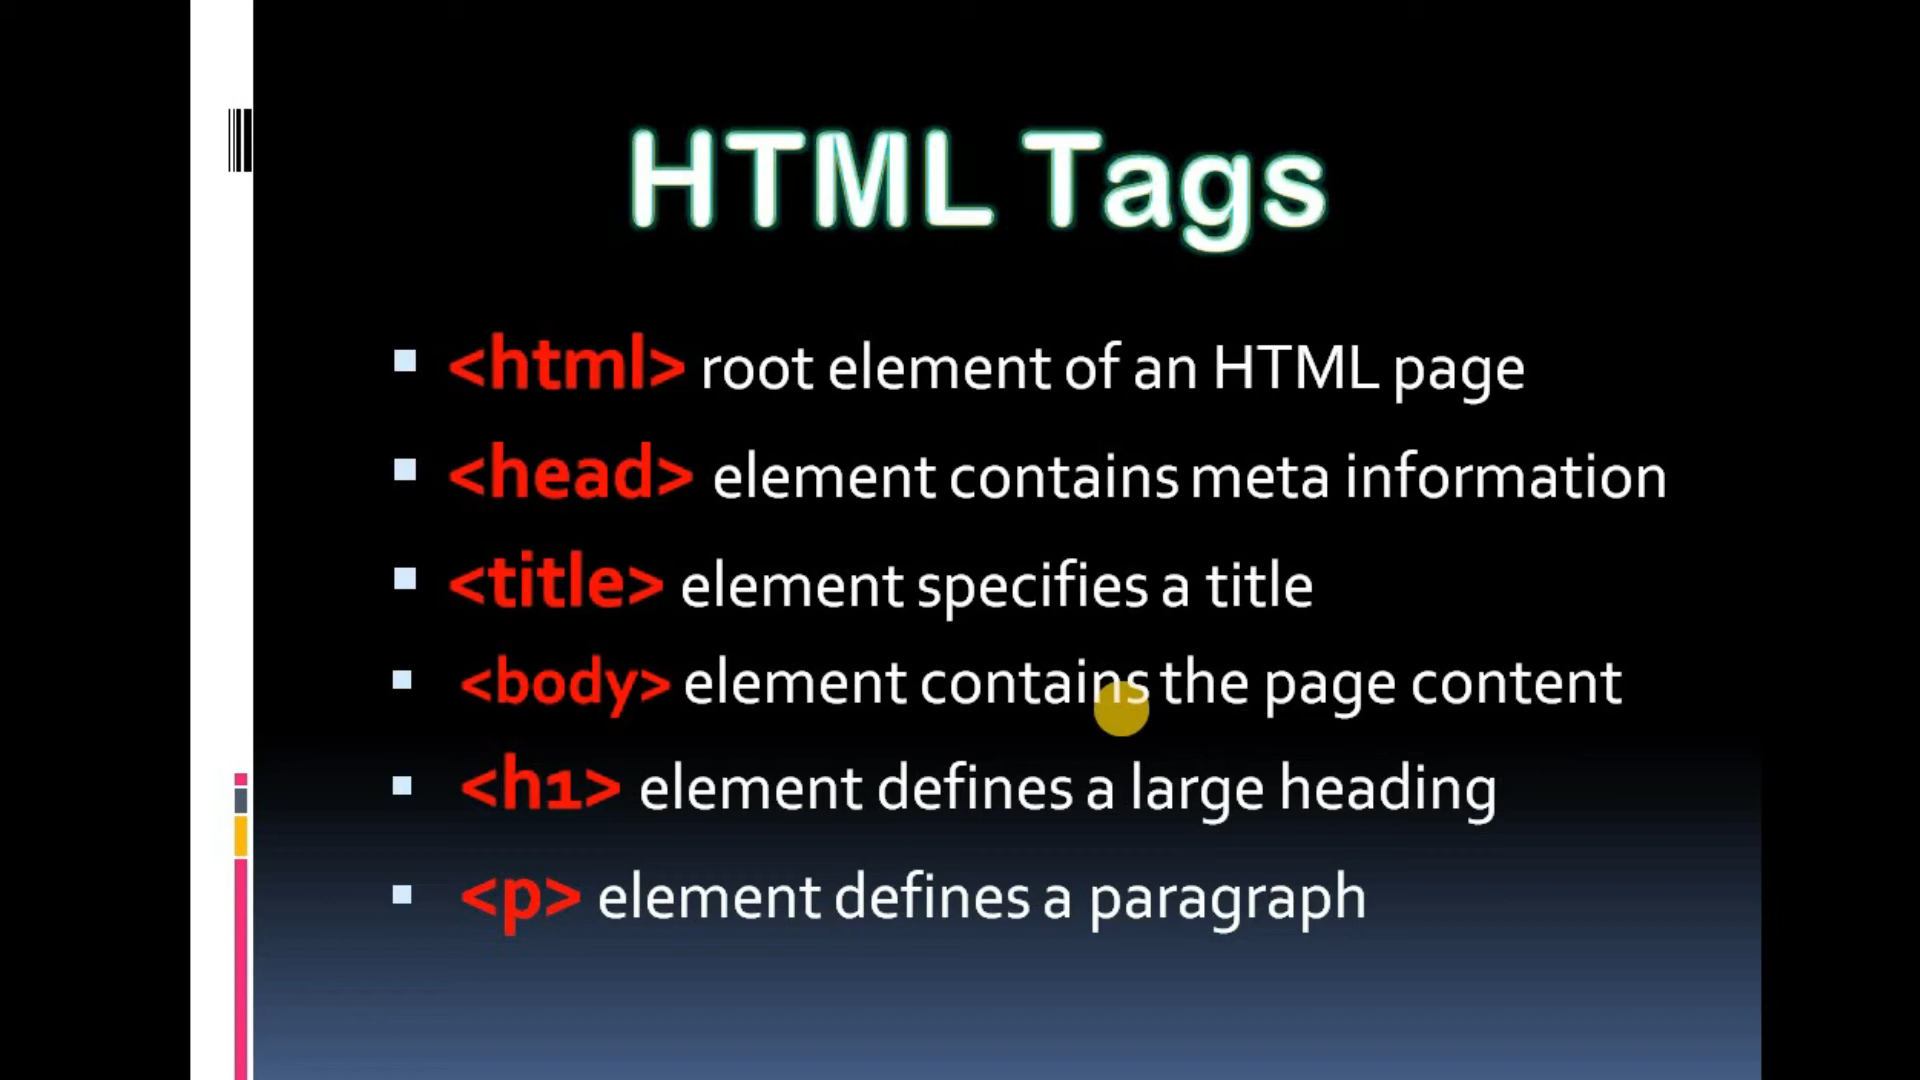 HTML Tags
<html> root element of an HTML page
<head> element contains meta information
<title> element specifies a title
<body> element contains the page content
<h1> element defines a large heading
<p> element defines a paragraph